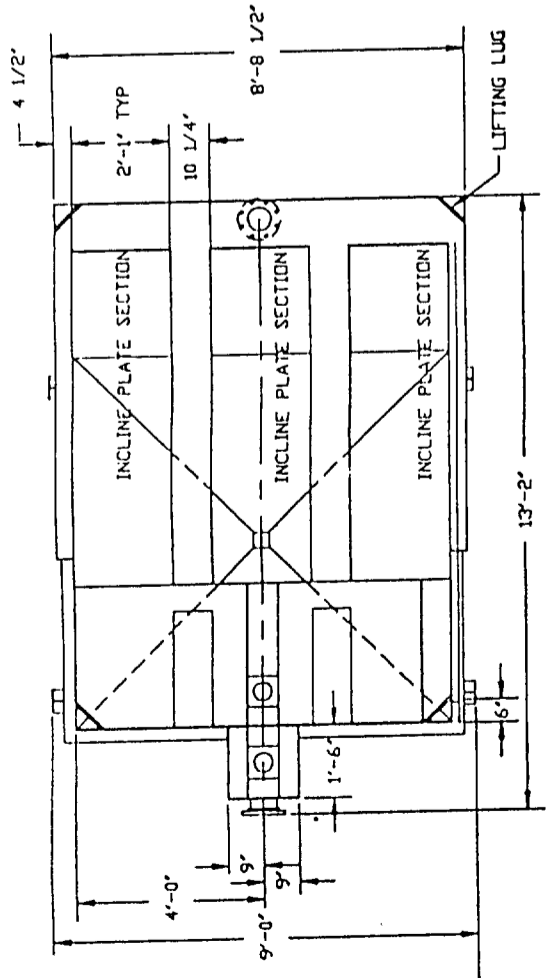 4 1/2"
2'-1" TYP
10 1/4"
8'-8 1/2"
LIFTING LUG
INCLINE PLATE SECTION
INCLINE PLATE SECTION
INCLINE PLATE SECTION
13'-2"
6"
1'-6"
9"
9"
4'-0"
9'-0"